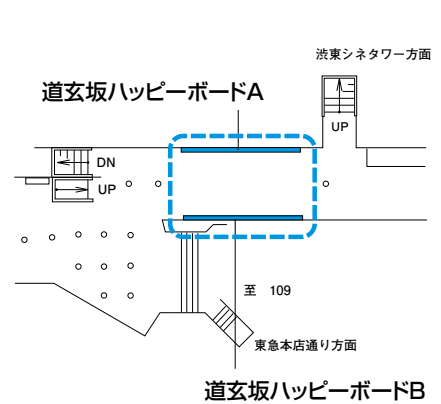 渋東シネタワー方面
道玄坂ハッピーボードA
UP
DN
UP
至 109
東急本店通り方面
道玄坂ハッピーボードB